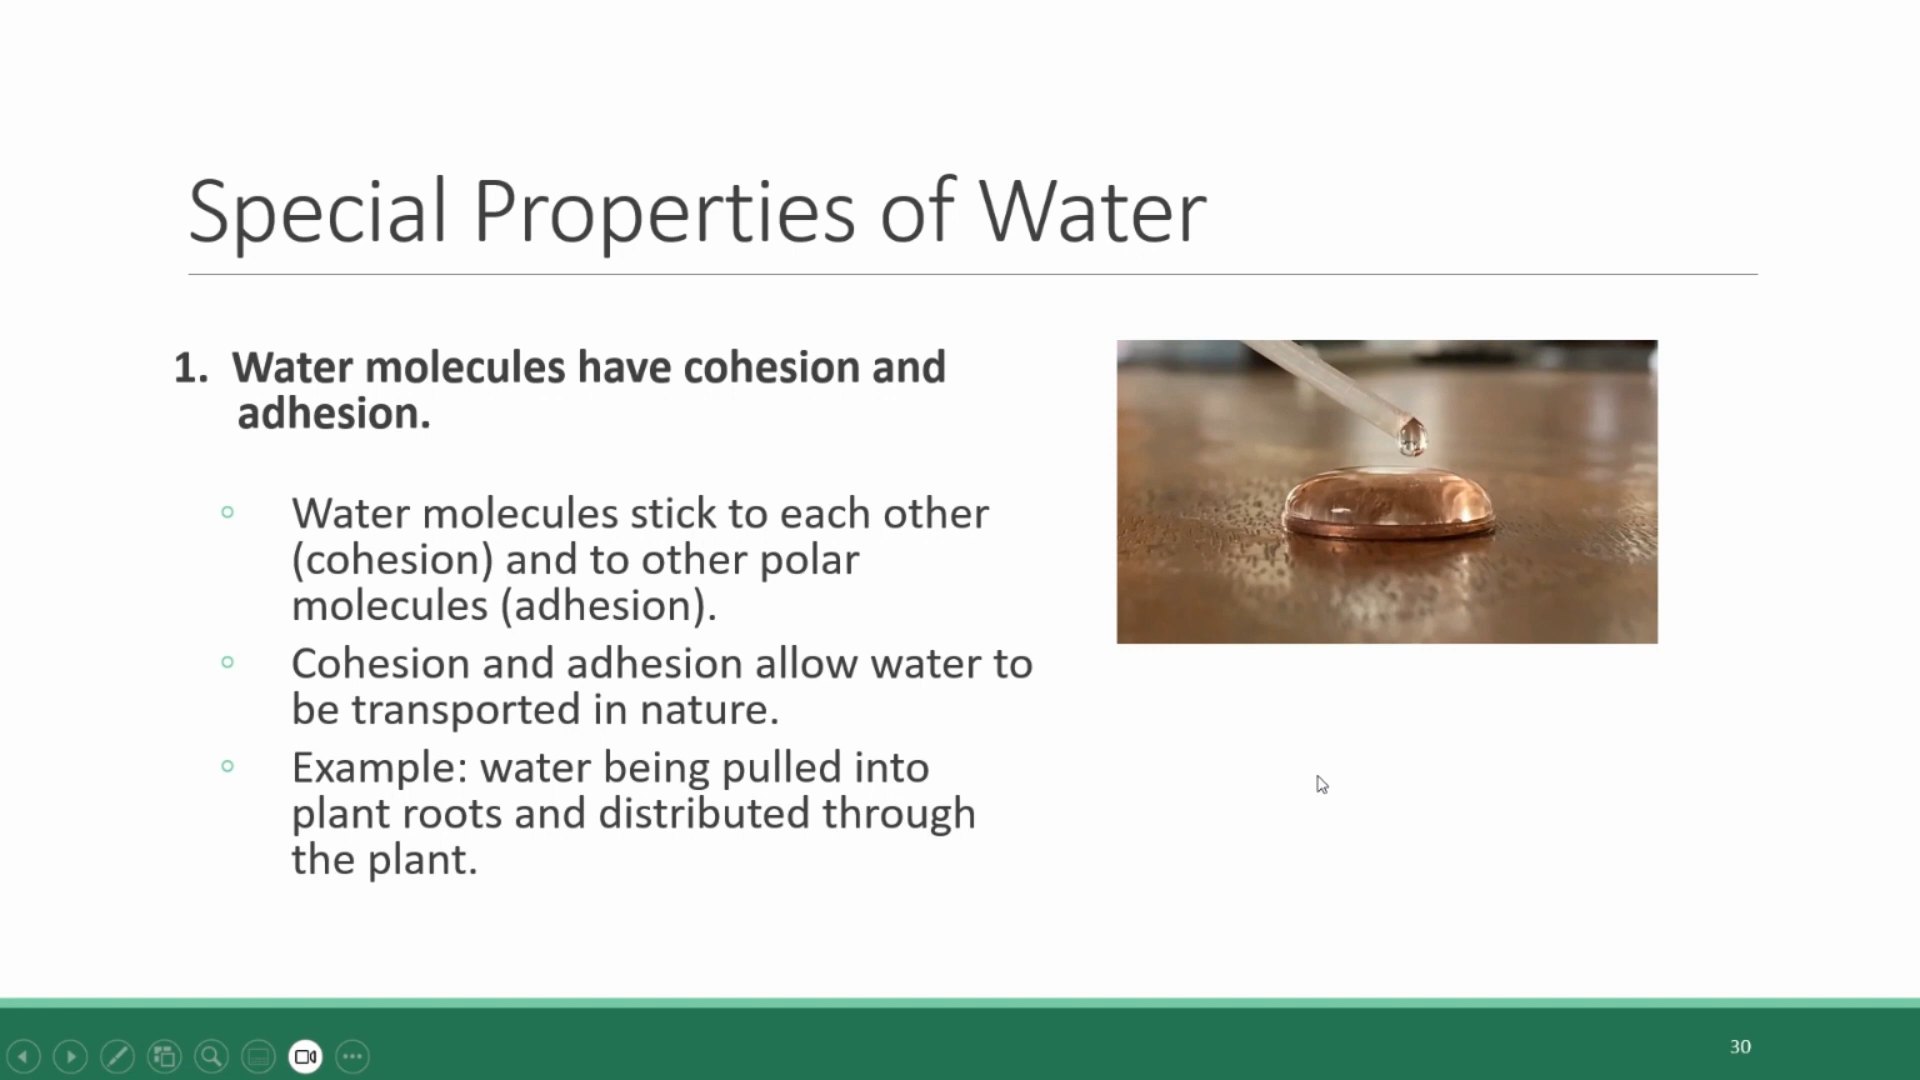 Special Properties of Water
1. Water molecules have cohesion and
adhesion.
Water molecules stick to each other
(cohesion) and to other polar
molecules (adhesion).
Cohesion and adhesion allow water to
be transported in nature.
Example: water being pulled into
plant roots and distributed through
the plant.
30